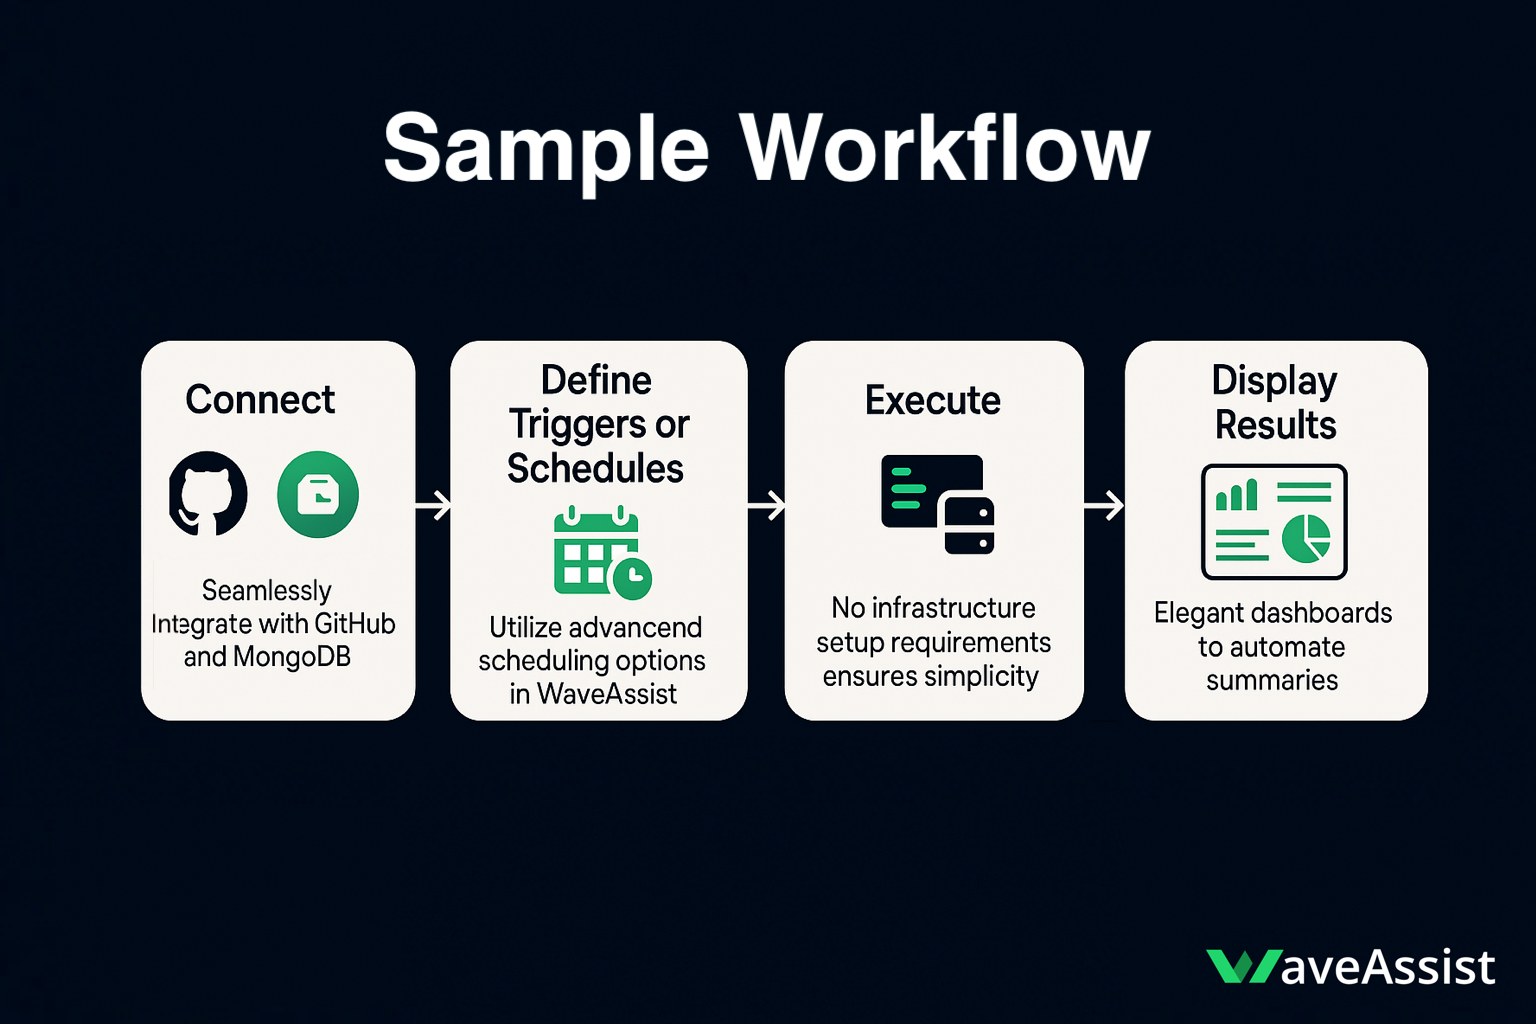 Sample Workflow
Connect
Seamlessly
Integrate with GitHub
and MongoDB
Define
Triggers or
Schedules
Utilize advancend
scheduling options
in WaveAssist
Execute
No infrastructure
setup requirements
ensures simplicity
Display
Results
Elegant dashboards
to automate
summaries
WaveAssist